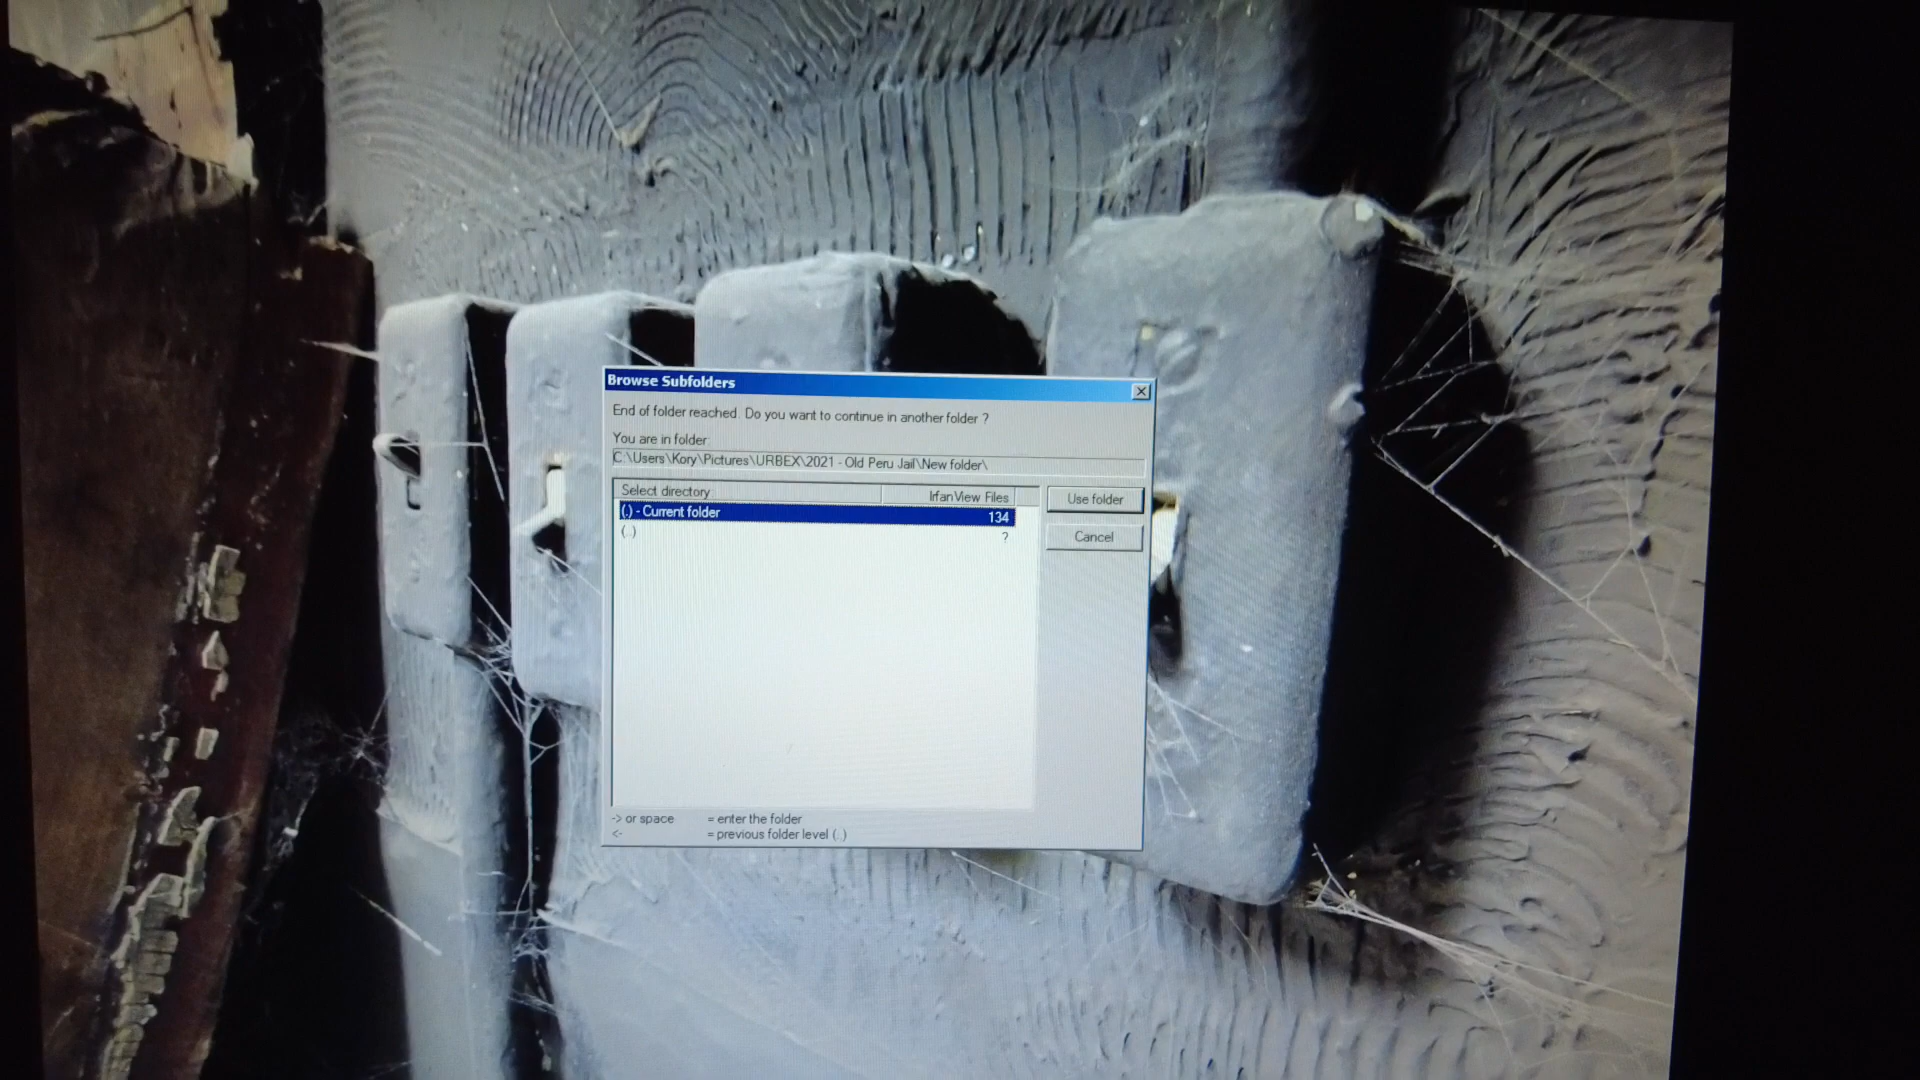 Browse Subfolders
End of folder reached. Do you want to continue in another folder ?
You are in folder:
C:\Users\Kory\Pictures\URBEX\2021 - Old Peru Jail\New folder\
Select directory IrfanView Files
(.) - Current folder 134
(..) ?
Use folder
Cancel
-> or space = enter the folder
<- = previous folder level (..)